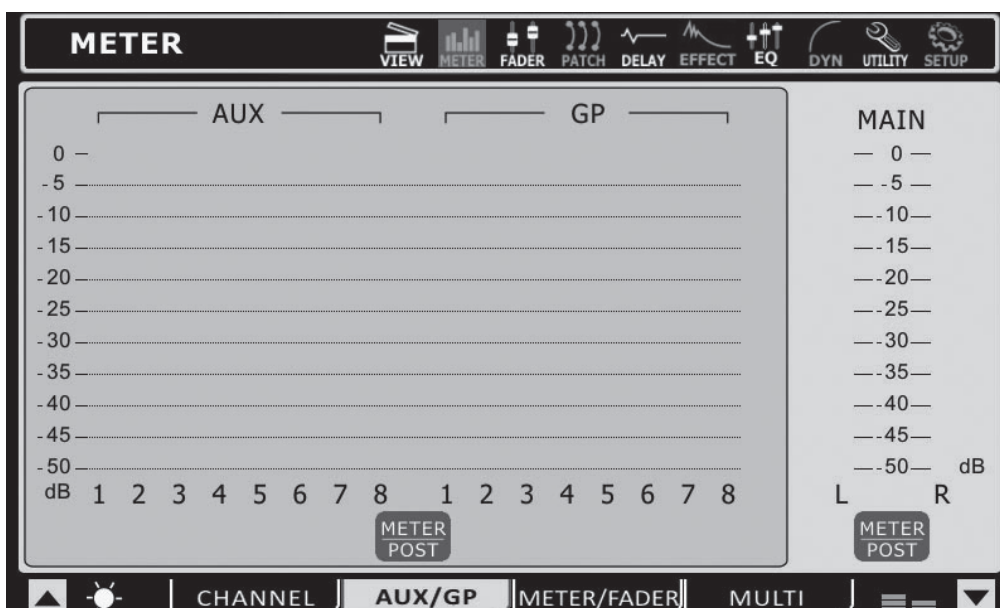 METER
VIEW METER FADER PATCH DELAY EFFECT EQ DYN UTILITY SETUP
AUX GP MAIN
0 0
-5 -5
-10 -10
-15 -15
-20 -20
-25 -25
-30 -30
-35 -35
-40 -40
-45 -45
-50 -50 dB
dB 1 2 3 4 5 6 7 8 1 2 3 4 5 6 7 8 L R
METER METER
POST POST
CHANNEL AUX/GP METER/FADER MULTI